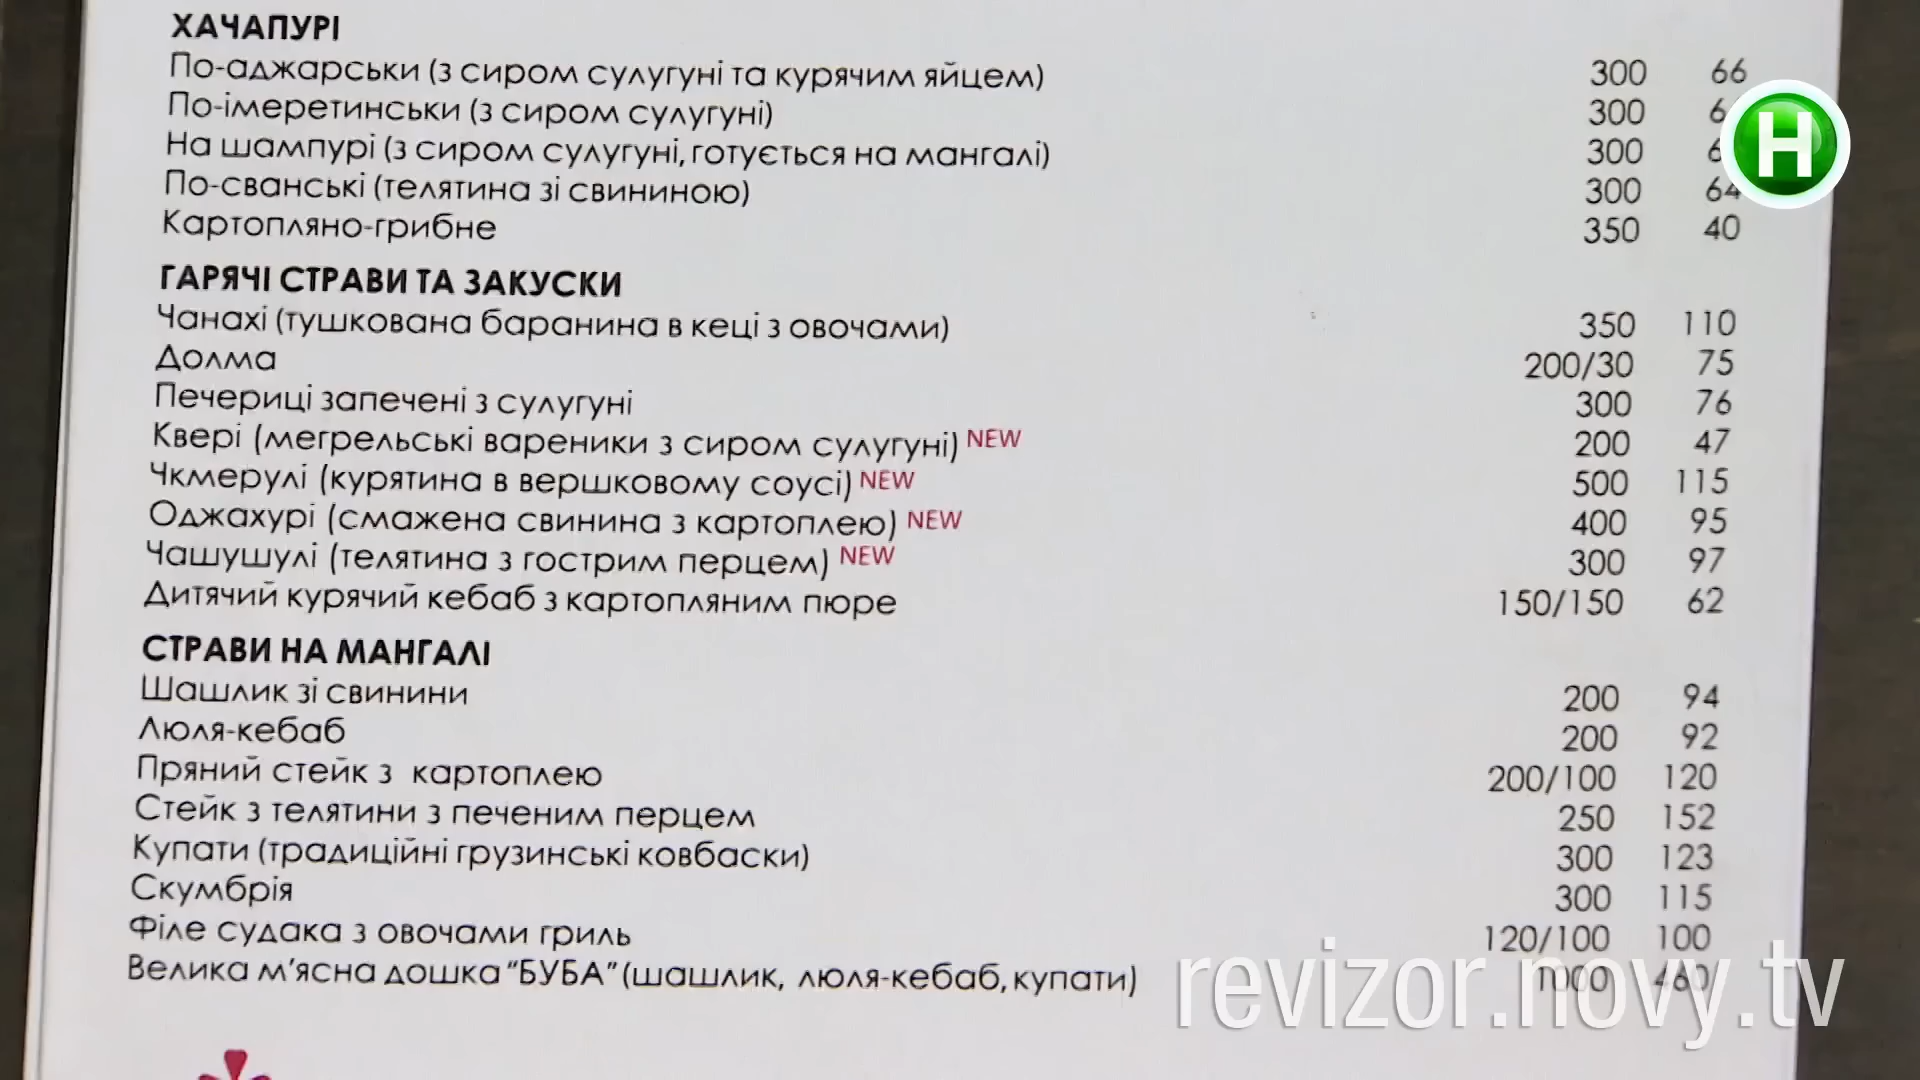 ХАЧАПУРІ
По-аджарськи (з сиром сулугуні та курячим яйцем) 300 66
По-імеретинськи (з сиром сулугуні) 300
На шампурі (з сиром сулугуні, готується на мангалі) 300
По-сванські (телятина зі свининою) 300 64
Картопляно-грибне 350 40
ГАРЯЧІ СТРАВИ ТА ЗАКУСКИ
Чанахі (тушкована баранина в кеці з овочами) 350 110
Долма 200/30 75
Печериці запечені з сулугуні 300 76
Квері (мегрельські вареники з сиром сулугуні) NEW 200 47
Чкмерулі (курятина в вершковому соусі) NEW 500 115
Оджахурі (смажена свинина з картоплею) NEW 400 95
Чашушулі (телятина з гострим перцем) NEW 300 97
Дитячий курячий кебаб з картопляним пюре 150/150 62
СТРАВИ НА МАНГАЛІ
Шашлик зі свинини 200 94
Люля-кебаб 200 92
Пряний стейк з картоплею 200/100 120
Стейк з телятини з печеним перцем 250 152
Купати (традиційні грузинські ковбаски) 300 123
Скумбрія 300 115
Філе судака з овочами гриль 120/100 100
Велика м'ясна дошка "БУБА" (шашлик, люля-кебаб, купати) 1000 460
Н
revizor.novy.tv